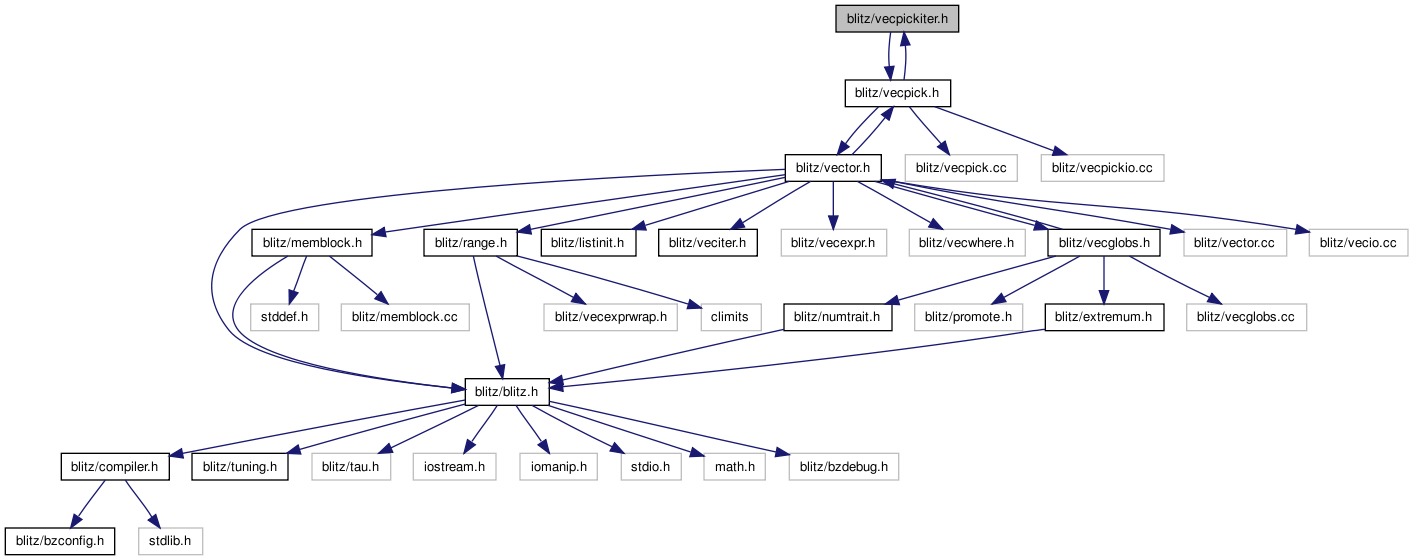 blitz/vecpickiter.h
blitz/vecpick.h
blitz/vector.h
blitz/vecpick.cc
blitz/vecpickio.cc
blitz/memblock.h
blitz/range.h
blitz/listinit.h
blitz/veciter.h
blitz/vecexpr.h
blitz/vecwhere.h
blitz/vecglobs.h
blitz/vector.cc
blitz/vecio.cc
stddef.h
blitz/memblock.cc
blitz/vecexprwrap.h
climits
blitz/numtrait.h
blitz/promote.h
blitz/extremum.h
blitz/vecglobs.cc
blitz/blitz.h
blitz/compiler.h
blitz/tuning.h
blitz/tau.h
iostream.h
iomanip.h
stdio.h
math.h
blitz/bzdebug.h
blitz/bzconfig.h
stdlib.h